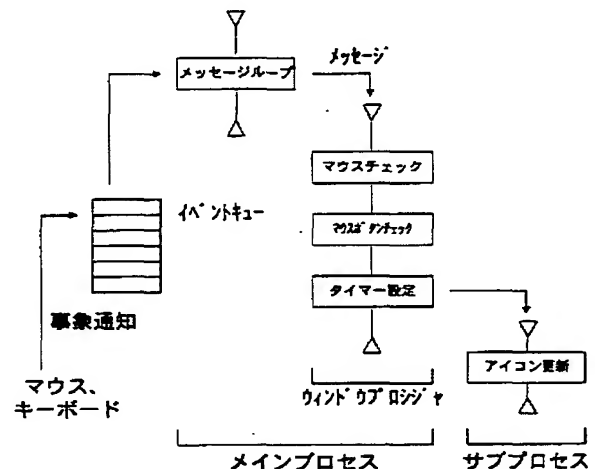 メッセージループ
メッセージ
マウスチェック
イベントキュー
マウスボタンチェック
タイマー設定
事象通知
アイコン更新
マウス、
キーボード
ウィンドウプロシジャ
メインプロセス
サブプロセス